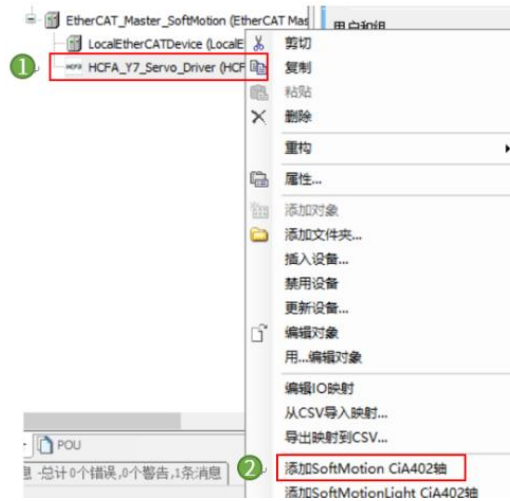 EtherCAT_Master_SoftMotion (EtherCAT Mas
用户和组
LocalEtherCATDevice (LocalE
1
HCFA_Y7_Servo_Driver (HCF
剪切
复制
粘贴
删除
重构
属性...
添加对象
添加文件夹...
插入设备...
禁用设备
更新设备...
编辑对象
用...编辑对象
编辑IO映射
从CSV导入映射...
导出映射到CSV...
POU
息 -总计0个错误,0个警告,1条消息
2
添加SoftMotion CiA402轴
添加SoftMotionLight CiA402轴